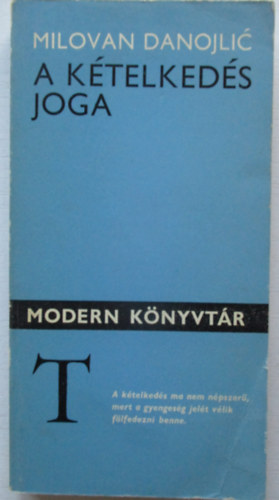 MILOVAN DANOJLIĆ
A KÉTELKEDÉS
JOGA
MODERN KÖNYVTÁR
T
A kételkedés ma nem népszerű,
mert a gyengeség jelét vélik
fölfedezni benne.